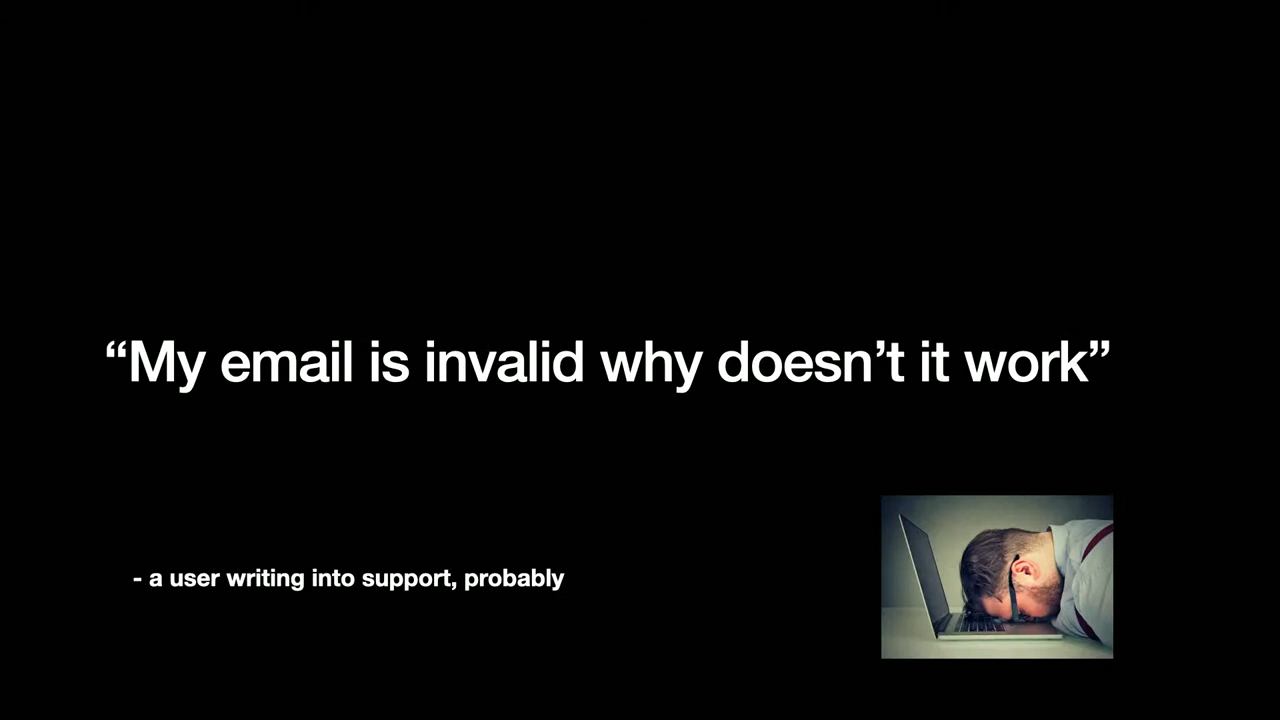 “My email is invalid why doesn’t it work”
- a user writing into support, probably